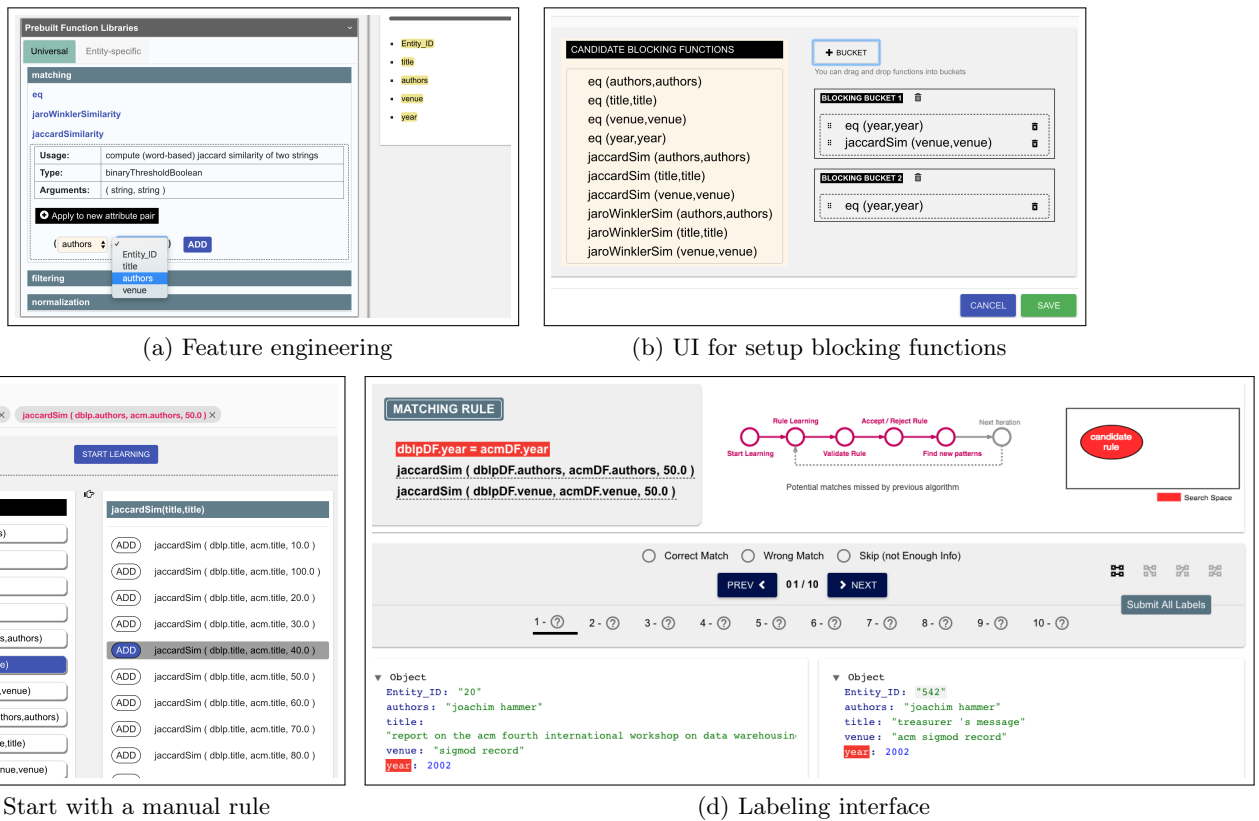 Prebuilt Function Libraries
Universal Entity-specific
matching
eq
jaroWinklerSimilarity
jaccardSimilarity
Usage: compute (word-based) jaccard similarity of two strings
Type: binaryThresholdBoolean
Arguments: ( string, string )
Apply to new attribute pair
( authors ) ADD
Entity_ID
title
authors
venue
filtering
normalization
Entity_ID
title
authors
venue
year
(a) Feature engineering
CANDIDATE BLOCKING FUNCTIONS
eq (authors,authors)
eq (title,title)
eq (venue,venue)
eq (year,year)
jaccardSim (authors,authors)
jaccardSim (title,title)
jaccardSim (venue,venue)
jaroWinklerSim (authors,authors)
jaroWinklerSim (title,title)
jaroWinklerSim (venue,venue)
+ BUCKET
You can drag and drop functions into buckets
BLOCKING BUCKET 1
eq (year,year)
jaccardSim (venue,venue)
BLOCKING BUCKET 2
eq (year,year)
CANCEL SAVE
(b) UI for setup blocking functions
× jaccardSim ( dblp.authors, acm.authors, 50.0 ) ×
START LEARNING
s)
s,authors)
e)
,venue)
thors,authors)
e,title)
nue,venue)
jaccardSim(title,title)
ADD jaccardSim ( dblp.title, acm.title, 10.0 )
ADD jaccardSim ( dblp.title, acm.title, 100.0 )
ADD jaccardSim ( dblp.title, acm.title, 20.0 )
ADD jaccardSim ( dblp.title, acm.title, 30.0 )
ADD jaccardSim ( dblp.title, acm.title, 40.0 )
ADD jaccardSim ( dblp.title, acm.title, 50.0 )
ADD jaccardSim ( dblp.title, acm.title, 60.0 )
ADD jaccardSim ( dblp.title, acm.title, 70.0 )
ADD jaccardSim ( dblp.title, acm.title, 80.0 )
Start with a manual rule
MATCHING RULE
dblpDF.year = acmDF.year
jaccardSim ( dblpDF.authors, acmDF.authors, 50.0 )
jaccardSim ( dblpDF.venue, acmDF.venue, 50.0 )
Rule Learning Accept / Reject Rule Next Iteration
Start Learning Validate Rule Find new patterns
Potential matches missed by previous algorithm
candidate
rule
Search Space
Correct Match Wrong Match Skip (not Enough Info)
PREV < 0 1 / 10 > NEXT
Submit All Labels
1 - ? 2 - ? 3 - ? 4 - ? 5 - ? 6 - ? 7 - ? 8 - ? 9 - ? 10 - ?
▼ Object
Entity_ID: "20"
authors: "joachim hammer"
title:
"report on the acm fourth international workshop on data warehousin
venue: "sigmod record"
year: 2002
▼ Object
Entity_ID: "542"
authors: "joachim hammer"
title: "treasurer 's message"
venue: "acm sigmod record"
year: 2002
(d) Labeling interface